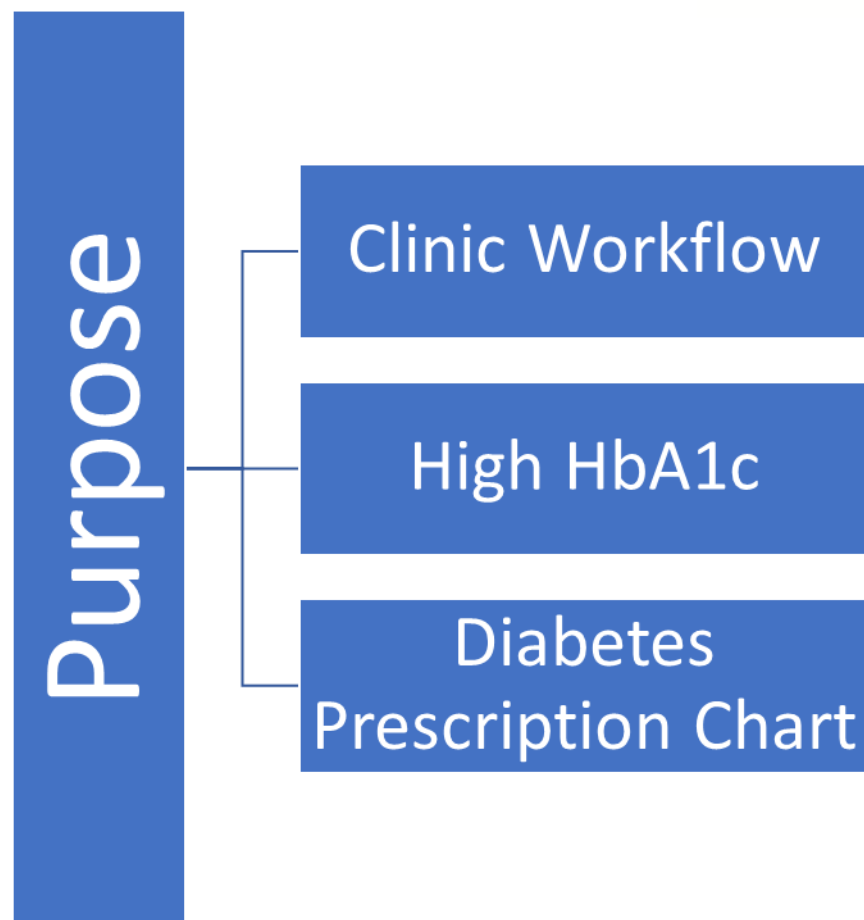 Purpose
Clinic Workflow
High HbA1c
Diabetes
Prescription Chart